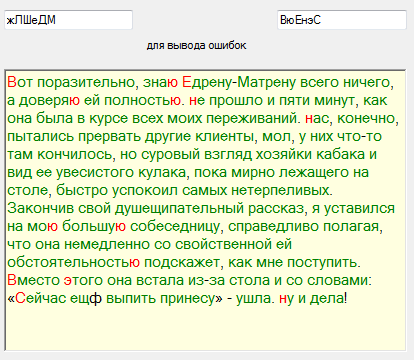 жЛШеДМ ВюЕнэС
для вывода ошибок
Вот поразительно, знаю Едрену-Матрену всего ничего,
а доверяю ей полностью. не прошло и пяти минут, как
она была в курсе всех моих переживаний. нас, конечно,
пытались прервать другие клиенты, мол, у них что-то
там кончилось, но суровый взгляд хозяйки кабака и
вид ее увесистого кулака, пока мирно лежащего на
столе, быстро успокоил самых нетерпеливых.
Закончив свой душещипательный рассказ, я уставился
на мою большую собеседницу, справедливо полагая,
что она немедленно со свойственной ей
обстоятельностью подскажет, как мне поступить.
Вместо этого она встала из-за стола и со словами:
«Сейчас ещф выпить принесу» - ушла. ну и дела!